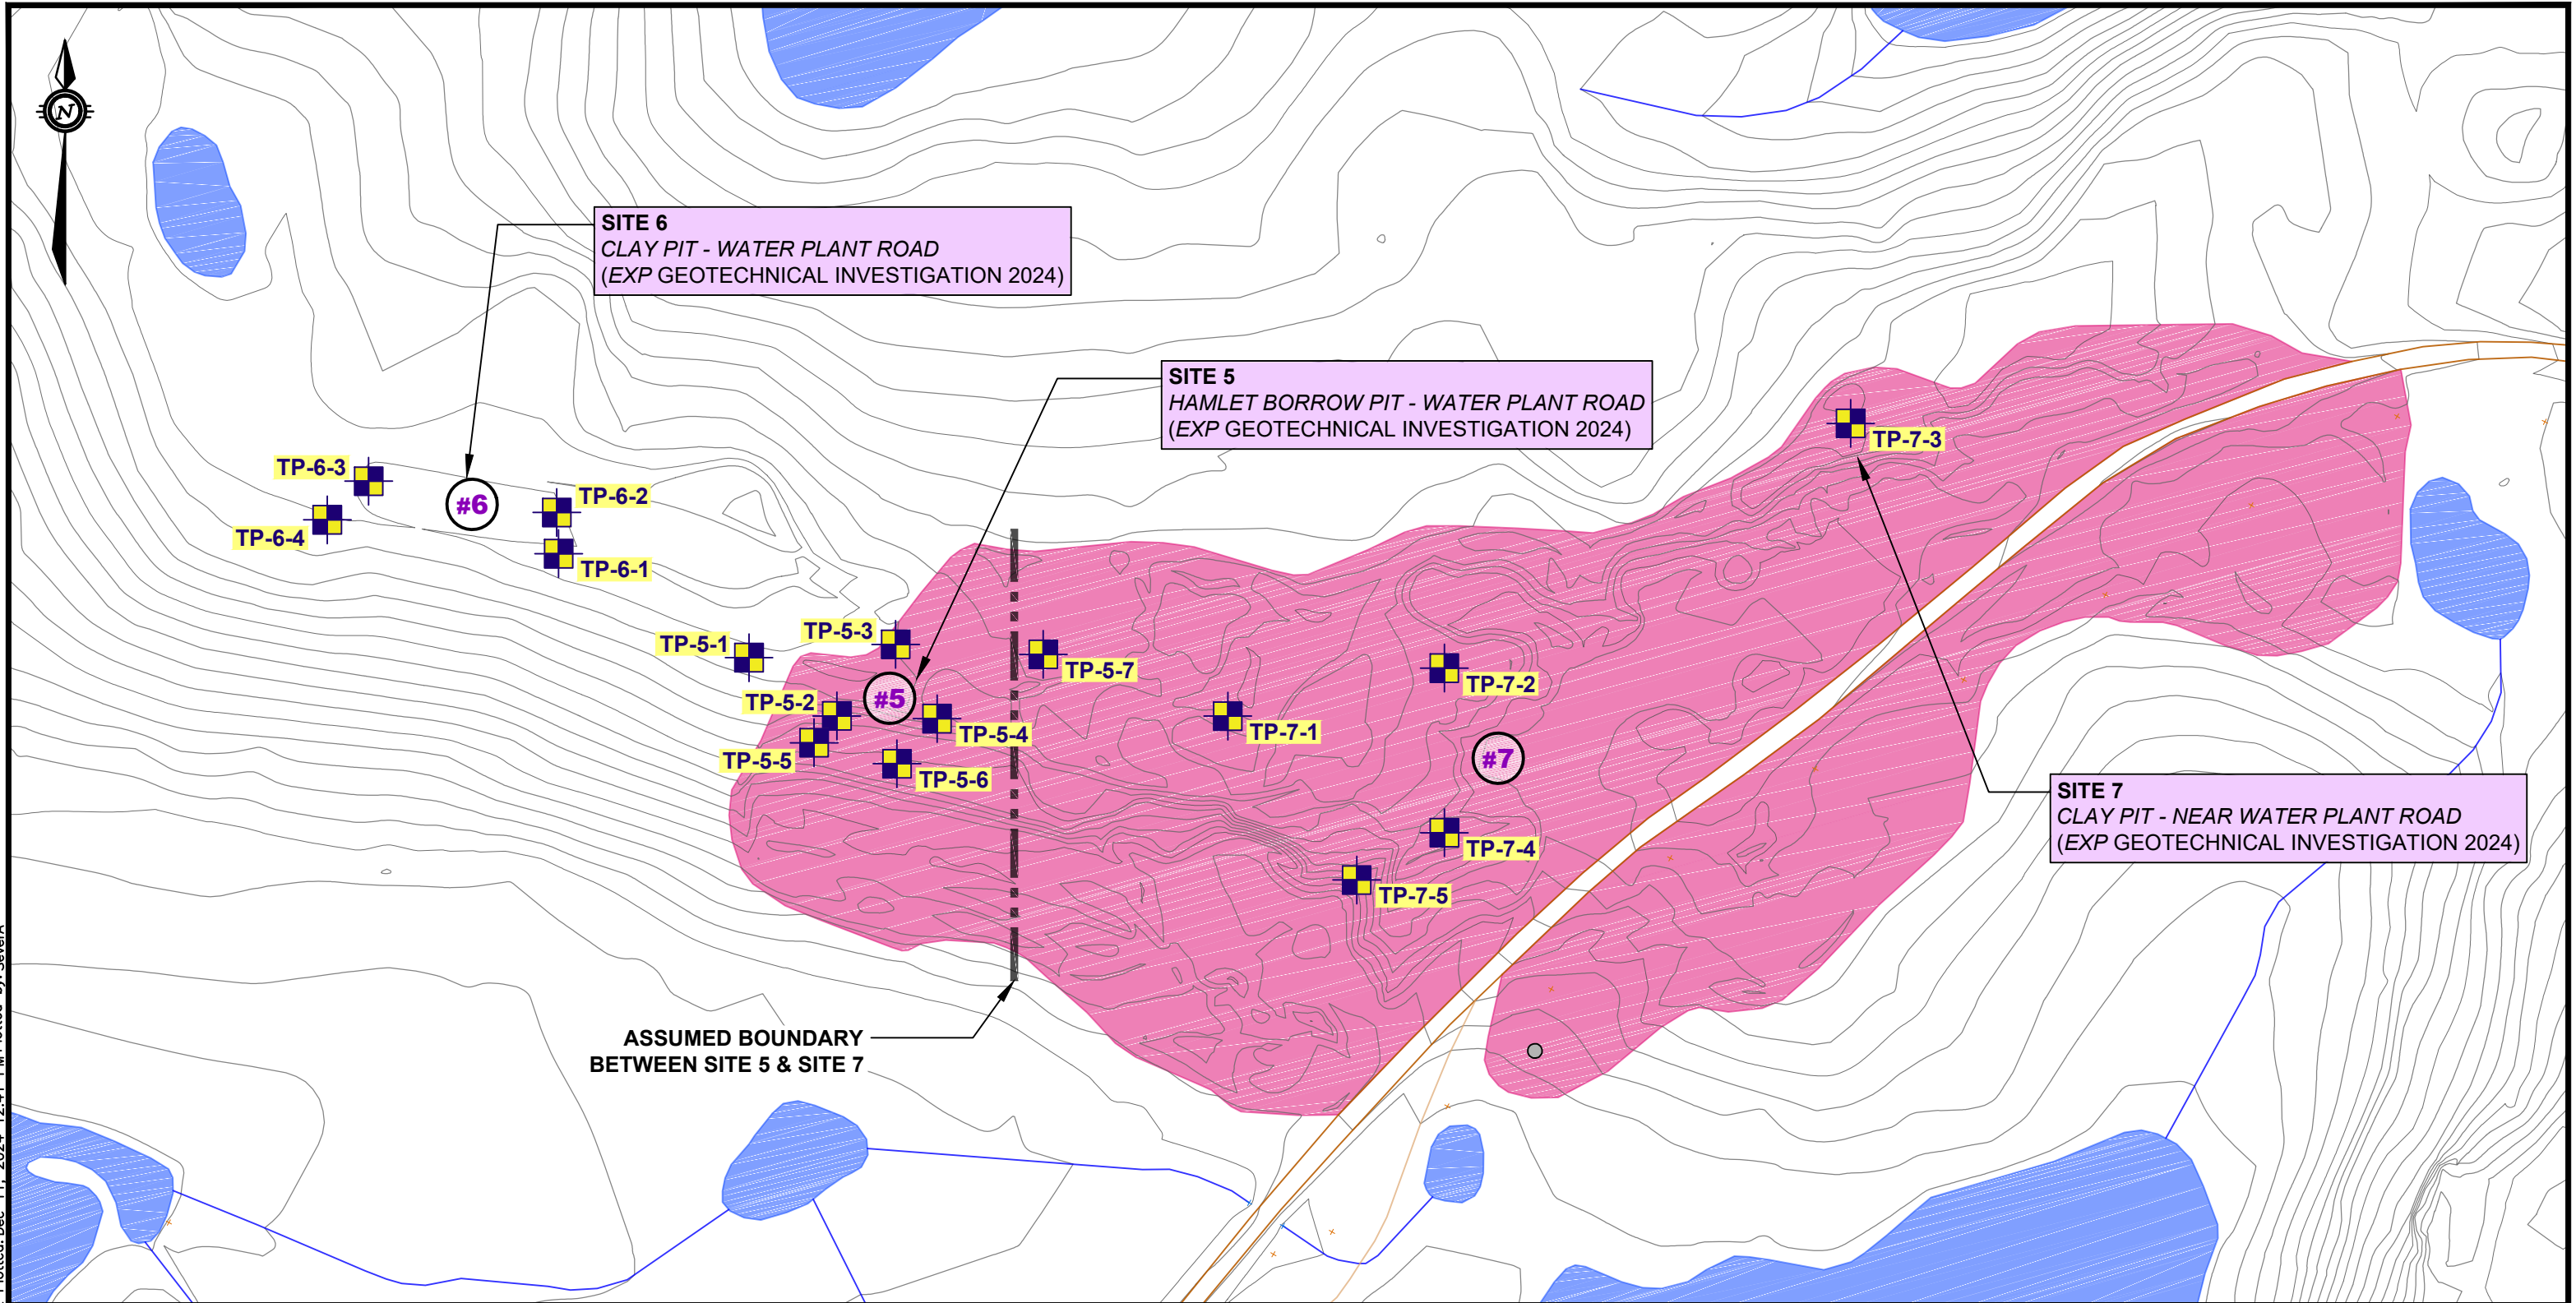 N
SITE 6
CLAY PIT - WATER PLANT ROAD
(EXP GEOTECHNICAL INVESTIGATION 2024)
SITE 5
HAMLET BORROW PIT - WATER PLANT ROAD
(EXP GEOTECHNICAL INVESTIGATION 2024)
TP-7-3
TP-6-3
#6
TP-6-2
TP-6-4
TP-6-1
TP-5-3
TP-5-1
TP-5-7
TP-7-2
TP-5-2
#5
TP-5-4
TP-7-1
TP-5-5
TP-5-6
#7
SITE 7
CLAY PIT - NEAR WATER PLANT ROAD
(EXP GEOTECHNICAL INVESTIGATION 2024)
TP-7-4
TP-7-5
ASSUMED BOUNDARY
BETWEEN SITE 5 & SITE 7